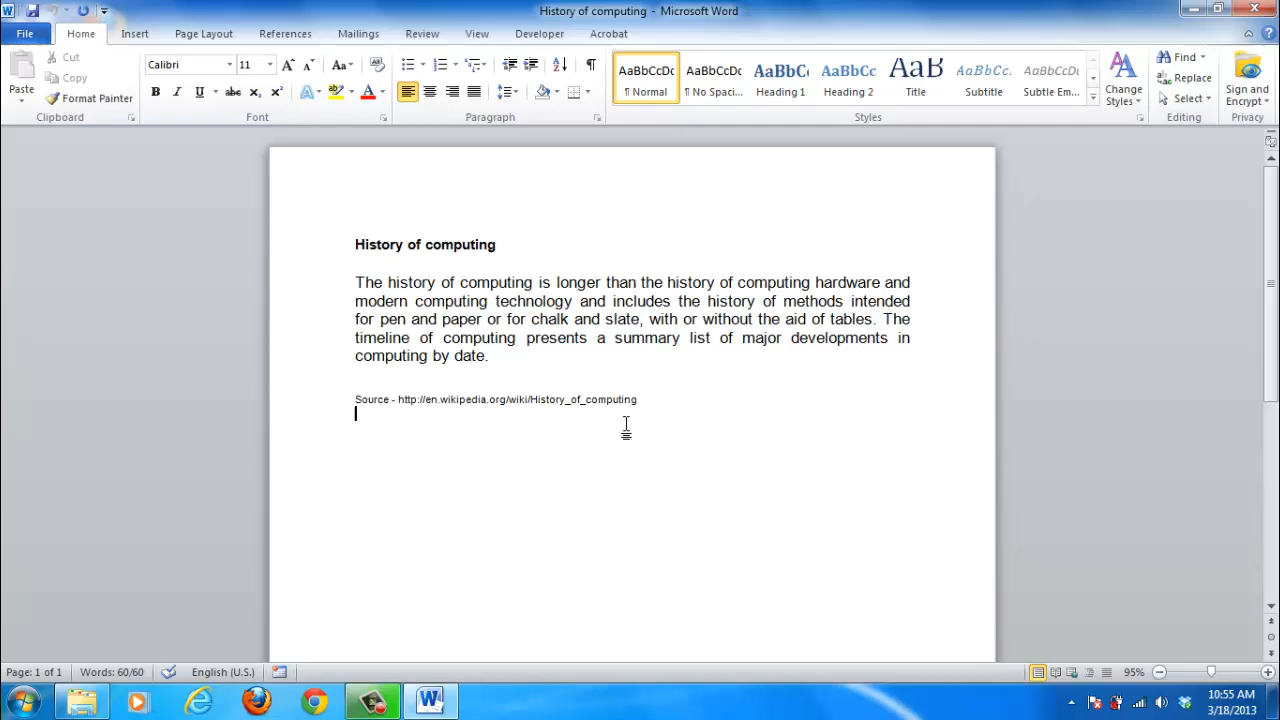 History of computing - Microsoft Word
File Home Insert Page Layout References Mailings Review View Developer Acrobat
Paste
Cut
Copy
Format Painter
Clipboard
Calibri 11
Font
Paragraph
AaBbCcDc AaBbCcDc AaBbCc AaBbCc AaB AaBbCc. AaBbCcDc
¶ Normal ¶ No Spaci... Heading 1 Heading 2 Title Subtitle Subtle Em...
Change Styles
Styles
Find
Replace
Select
Editing
Sign and Encrypt
Privacy
History of computing
The history of computing is longer than the history of computing hardware and
modern computing technology and includes the history of methods intended
for pen and paper or for chalk and slate, with or without the aid of tables. The
timeline of computing presents a summary list of major developments in
computing by date.
Source - http://en.wikipedia.org/wiki/History_of_computing
Page: 1 of 1 Words: 60/60 English (U.S.) 95%
10:55 AM
3/18/2013